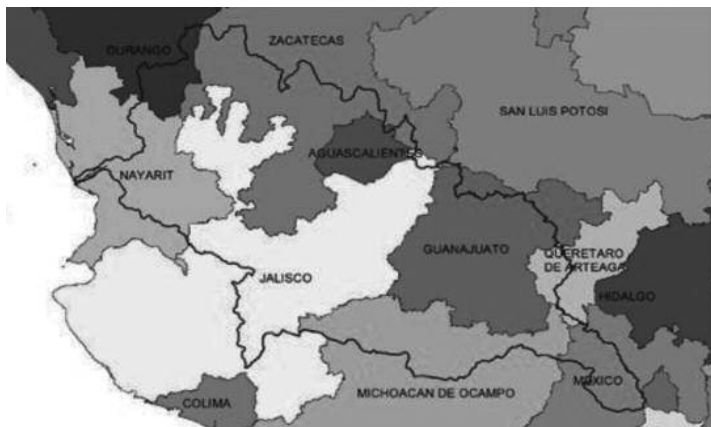 ZACATECAS
DURANGO
SAN LUIS POTOSI
AGUASCALIENTES
NAYARIT
GUANAJUATO
QUERETARO
DE ARTEAGA
JALISCO
HIDALGO
MEXICO
MICHOACAN DE OCAMPO
COLIMA